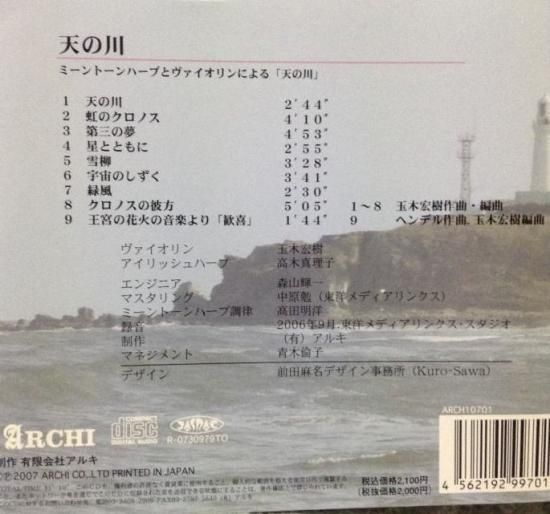 天の川
ミーントーンハープとヴァイオリンによる「天の川」
1 天の川 2'44"
2 虹のクロノス 4'10"
3 第三の夢 4'53"
4 星とともに 2'55"
5 雪柳 3'28"
6 宇宙のしずく 3'41"
7 緑風 2'30"
8 クロノスの彼方 5'05" 1～8 玉木宏樹作曲・編曲
9 王宮の花火の音楽より「歓喜」 1'44" 9 ヘンデル作曲.玉木宏樹編曲
ヴァイオリン 玉木宏樹
アイリッシュハープ 高木真理子
エンジニア 森山輝一
マスタリング 中原勉（東洋メディアリンクス）
ミーントーンハープ調律 高田明洋
録音 2006年9月.東洋メディアリンクス・スタジオ
制作 （有）アルキ
マネジメント 青木倫子
デザイン 前田麻名デザイン事務所（Kuro-Sawa）
ARCH10701
ARCHI
COMPACT
disc
DIGITAL AUDIO
JASRAC
R-0730979TO
制作 有限会社アルキ
ⓒⓟ2007 ARCHI CO.,LTD PRINTED IN JAPAN
税込価格2,100円
(税抜価格2,000円)
4 562192 99701